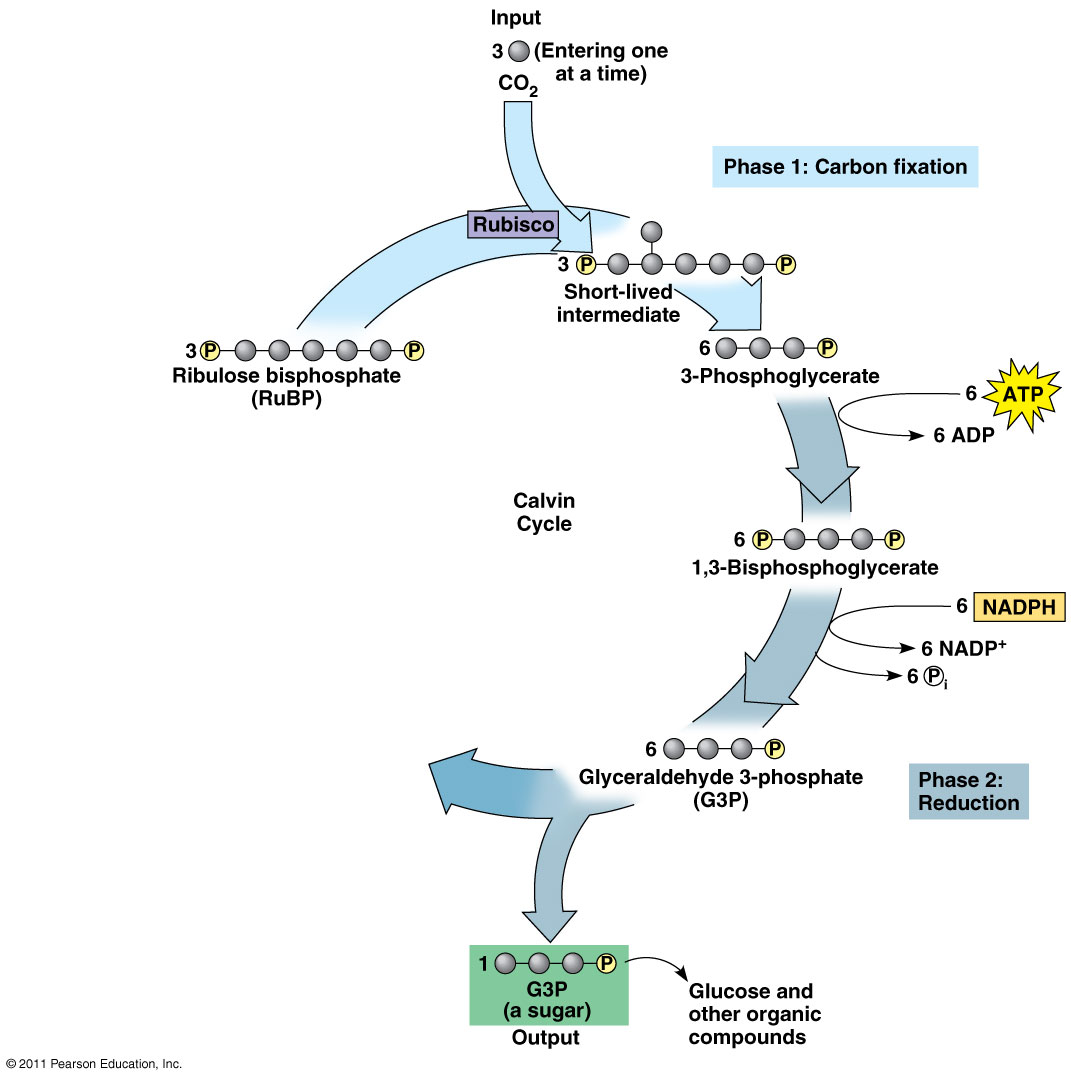 Input
3 (Entering one
at a time)
CO2
Phase 1: Carbon fixation
Rubisco
3 P P
Short-lived
intermediate
3 P P
Ribulose bisphosphate
(RuBP)
6 P
3-Phosphoglycerate
6 ATP
6 ADP
Calvin
Cycle
6 P P
1,3-Bisphosphoglycerate
6 NADPH
6 NADP+
6 Pi
6 P
Glyceraldehyde 3-phosphate
(G3P)
Phase 2:
Reduction
1 P
G3P
(a sugar)
Output
Glucose and
other organic
compounds
© 2011 Pearson Education, Inc.